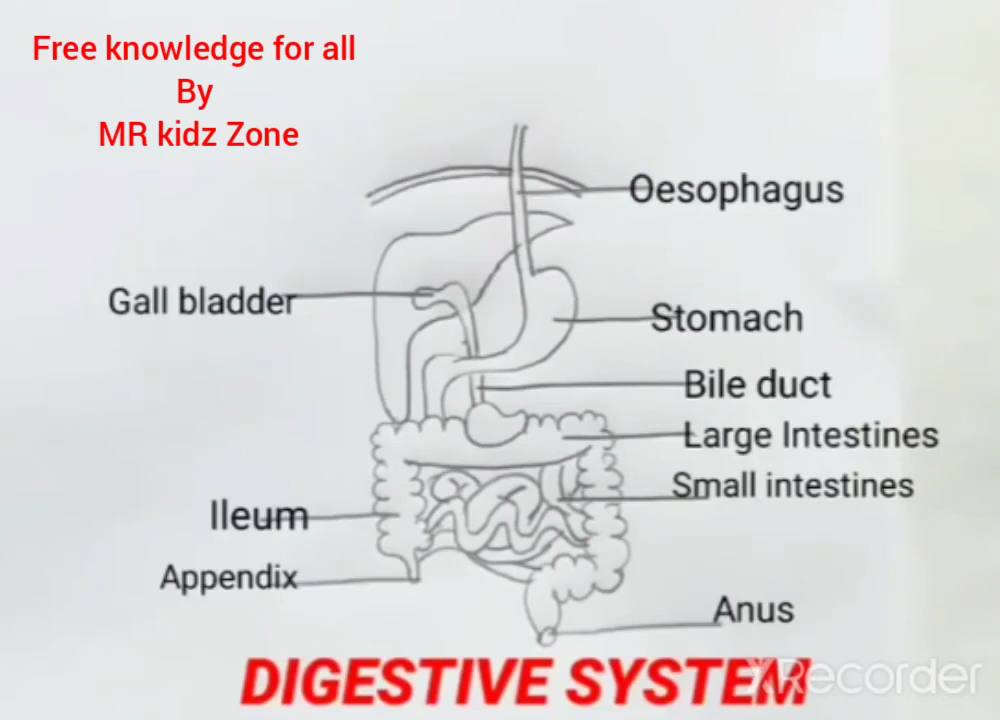 Free knowledge for all
By
MR kidz Zone
Oesophagus
Gall bladder
Stomach
Bile duct
Large Intestines
Small intestines
Ileum
Appendix
Anus
DIGESTIVE SYSTEM
XRecorder